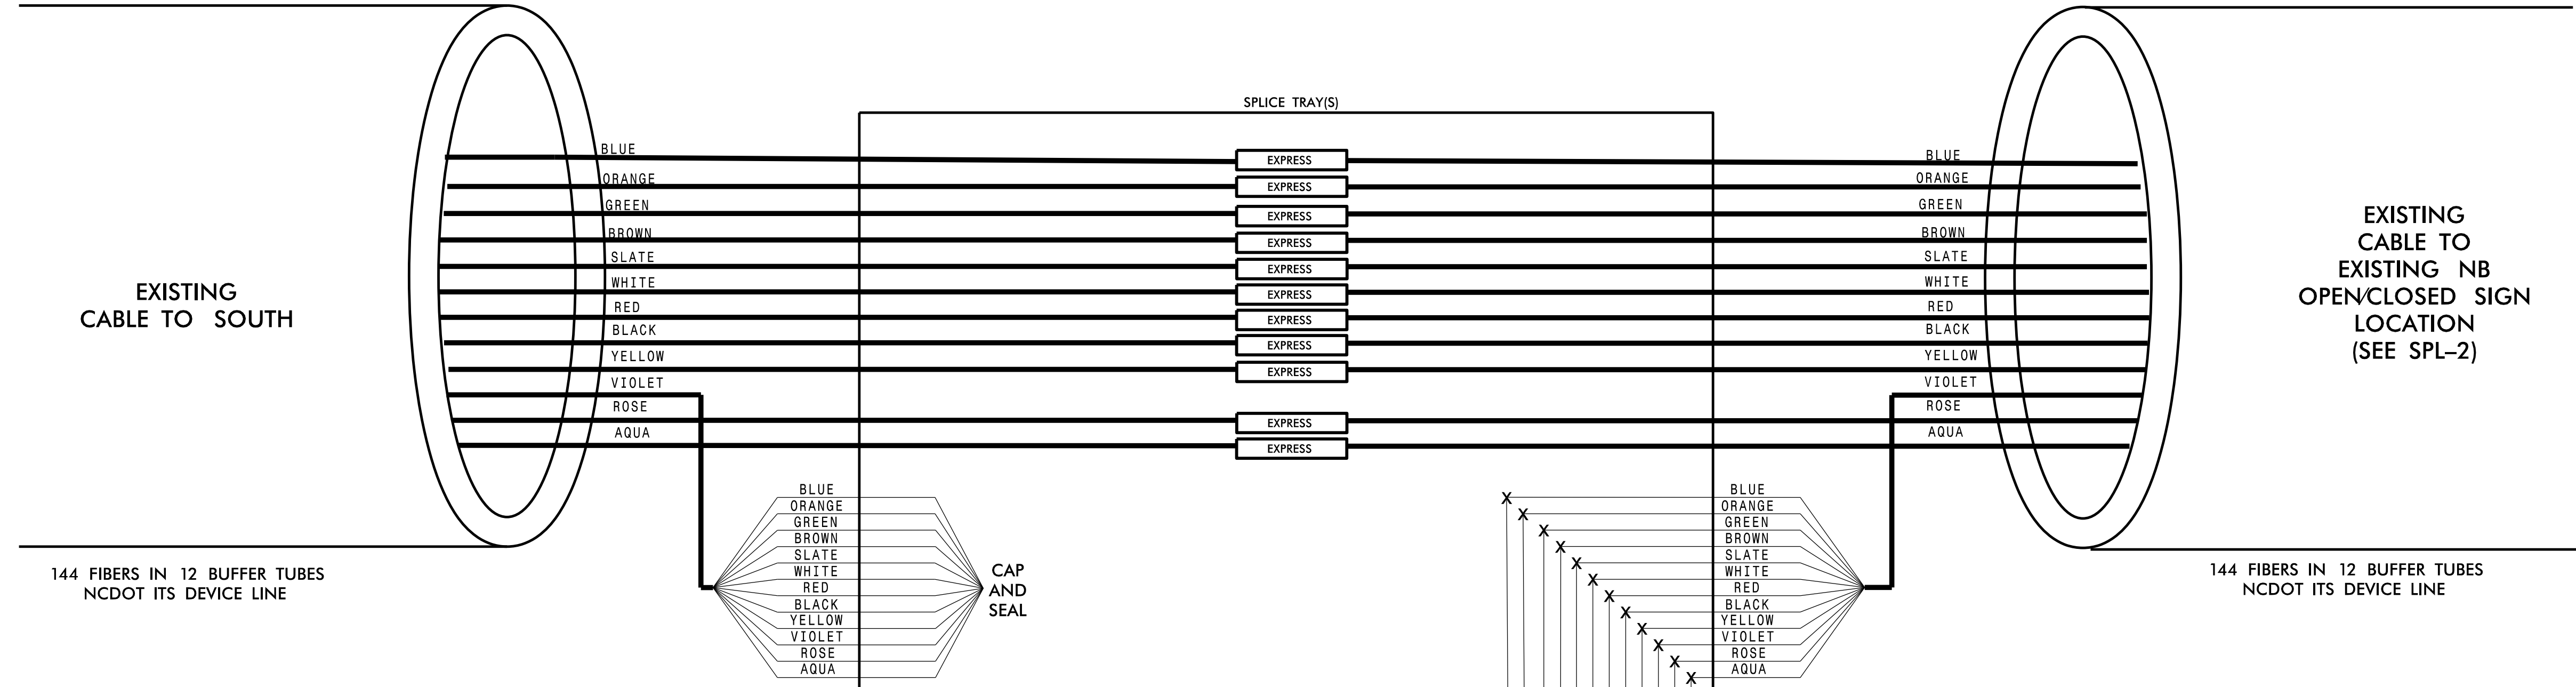 SPLICE TRAY(S)
BLUE
ORANGE
GREEN
BROWN
SLATE
WHITE
RED
BLACK
YELLOW
VIOLET
ROSE
AQUA
EXPRESS
EXPRESS
EXPRESS
EXPRESS
EXPRESS
EXPRESS
EXPRESS
EXPRESS
EXPRESS
EXPRESS
EXPRESS
BLUE
ORANGE
GREEN
BROWN
SLATE
WHITE
RED
BLACK
YELLOW
VIOLET
ROSE
AQUA
EXISTING
CABLE TO SOUTH
EXISTING
CABLE TO
EXISTING NB
OPEN/CLOSED SIGN
LOCATION
(SEE SPL–2)
144 FIBERS IN 12 BUFFER TUBES
NCDOT ITS DEVICE LINE
BLUE
ORANGE
GREEN
BROWN
SLATE
WHITE
RED
BLACK
YELLOW
VIOLET
ROSE
AQUA
CAP
AND
SEAL
X
X
X
X
X
X
X
X
X
X
X
X
BLUE
ORANGE
GREEN
BROWN
SLATE
WHITE
RED
BLACK
YELLOW
VIOLET
ROSE
AQUA
144 FIBERS IN 12 BUFFER TUBES
NCDOT ITS DEVICE LINE